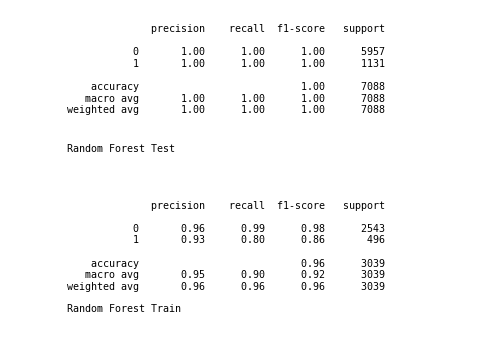 precision recall f1-score support
0 1.00 1.00 1.00 5957
1 1.00 1.00 1.00 1131
accuracy 1.00 7088
macro avg 1.00 1.00 1.00 7088
weighted avg 1.00 1.00 1.00 7088
Random Forest Test
precision recall f1-score support
0 0.96 0.99 0.98 2543
1 0.93 0.80 0.86 496
accuracy 0.96 3039
macro avg 0.95 0.90 0.92 3039
weighted avg 0.96 0.96 0.96 3039
Random Forest Train